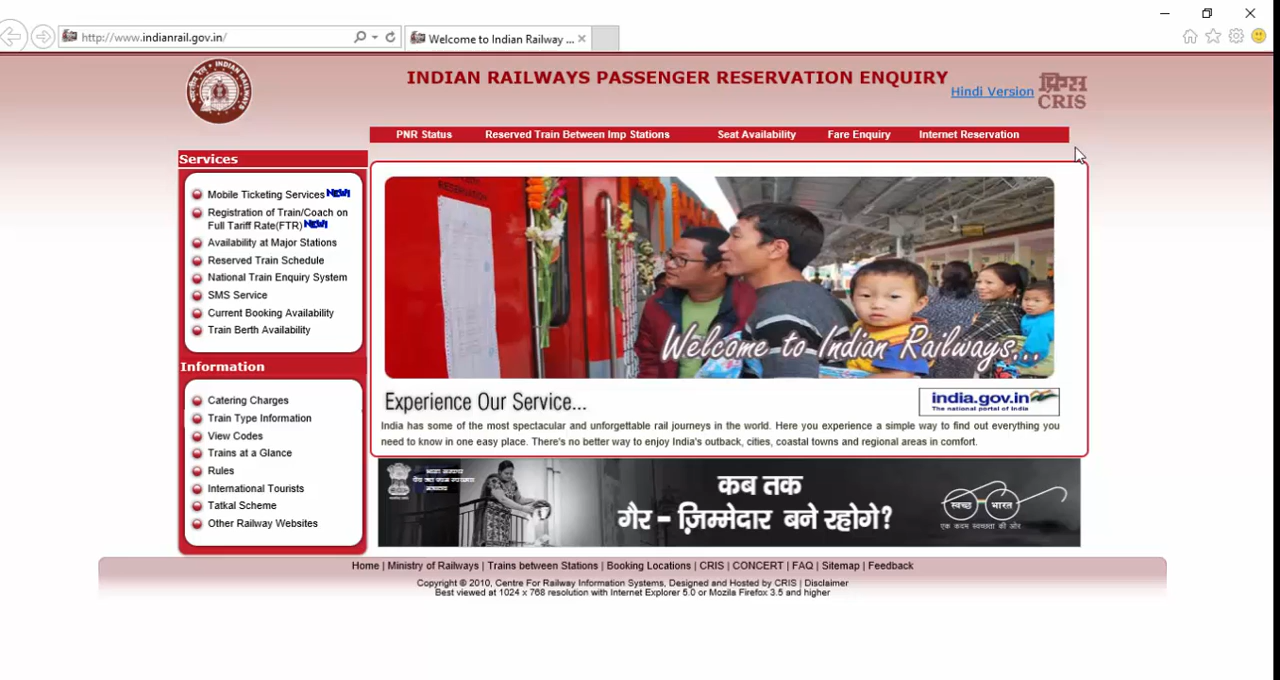 http://www.indianrail.gov.in/
Welcome to Indian Railway ...
INDIAN RAILWAYS PASSENGER RESERVATION ENQUIRY
Hindi Version
क्रिस
CRIS
PNR Status
Reserved Train Between Imp Stations
Seat Availability
Fare Enquiry
Internet Reservation
Services
Mobile Ticketing Services NEW!
Registration of Train/Coach on
Full Tariff Rate(FTR) NEW!
Availability at Major Stations
Reserved Train Schedule
National Train Enquiry System
SMS Service
Current Booking Availability
Train Berth Availability
Information
Catering Charges
Train Type Information
View Codes
Trains at a Glance
Rules
International Tourists
Tatkal Scheme
Other Railway Websites
RESERVATION
Welcome to Indian Railways...
Experience Our Service...
india.gov.in
The national portal of India
India has some of the most spectacular and unforgettable rail journeys in the world. Here you experience a simple way to find out everything you
need to know in one easy place. There's no better way to enjoy India's outback, cities, coastal towns and regional areas in comfort.
कब तक
गैर – ज़िम्मेदार बने रहोगे?
स्वच्छ भारत
एक कदम स्वच्छता की ओर
Home | Ministry of Railways | Trains between Stations | Booking Locations | CRIS | CONCERT | FAQ | Sitemap | Feedback
Copyright © 2010, Centre For Railway Information Systems, Designed and Hosted by CRIS | Disclaimer
Best viewed at 1024 x 768 resolution with Internet Explorer 5.0 or Mozila Firefox 3.5 and higher